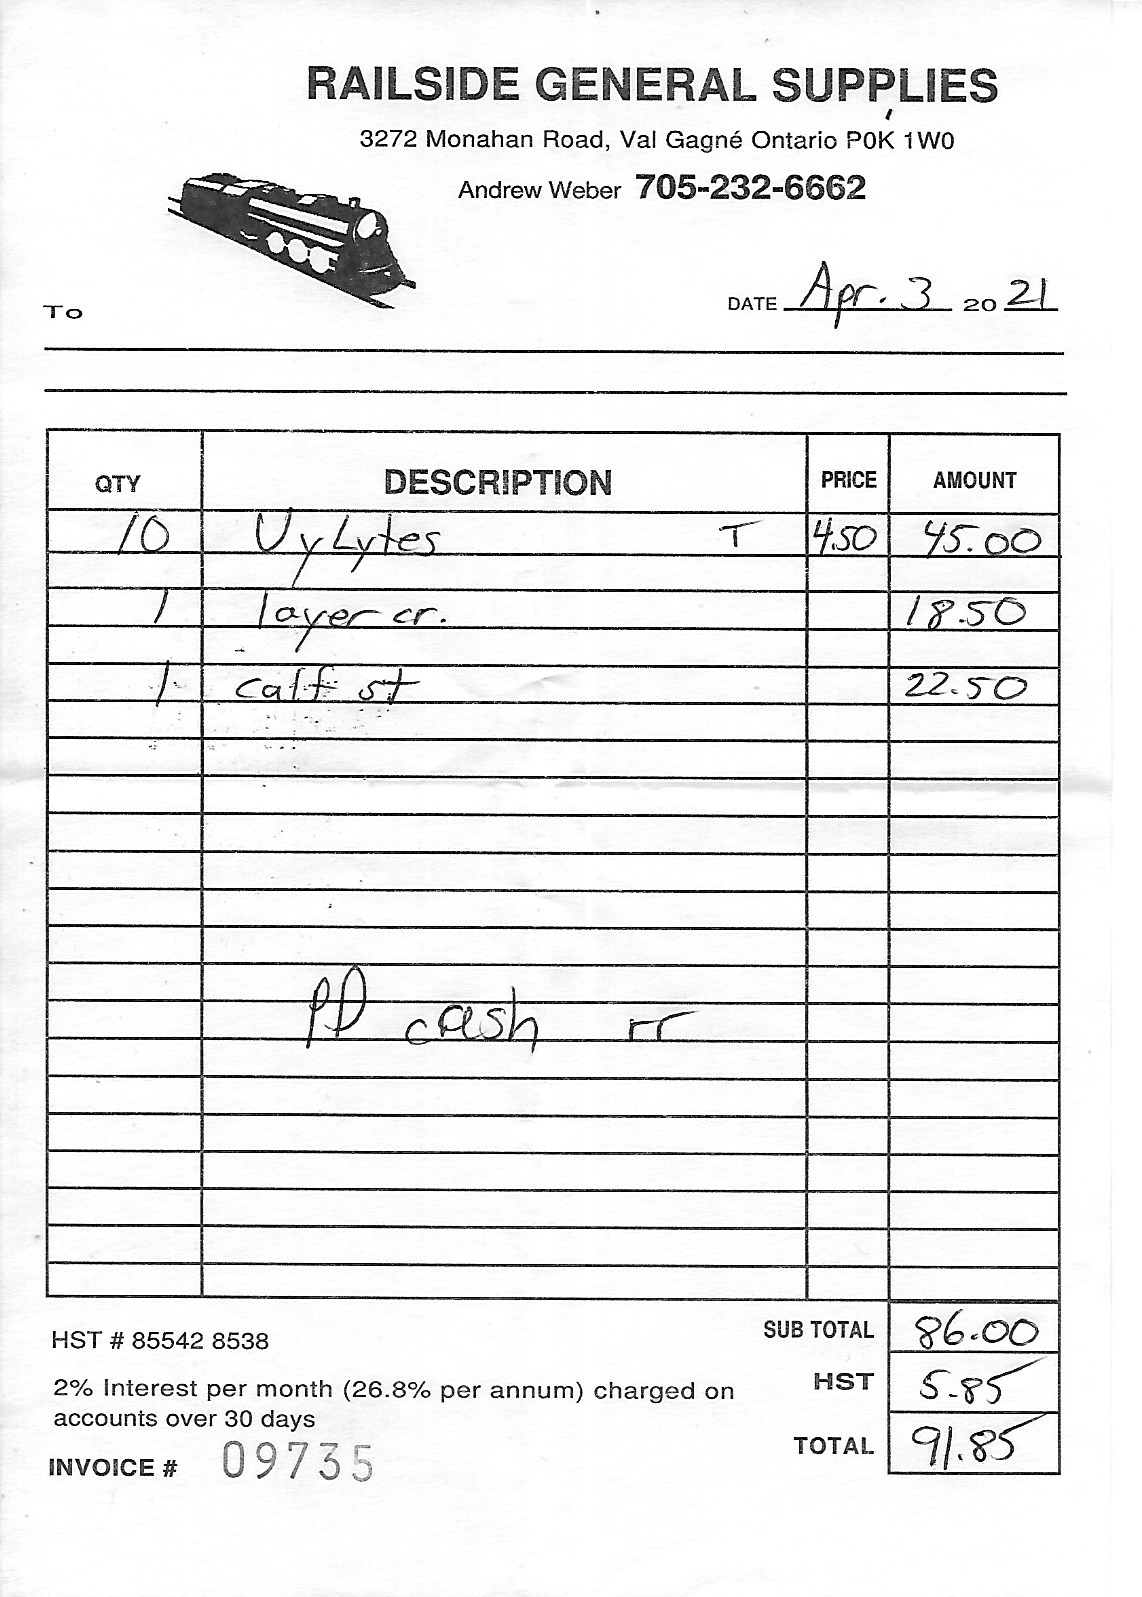 RAILSIDE GENERAL SUPPLIES
3272 Monahan Road, Val Gagné Ontario P0K 1W0
Andrew Weber 705-232-6662
To
DATE Apr. 3 2021
QTY DESCRIPTION PRICE AMOUNT
10 VyLytes T 4.50 45.00
1 layer cr. 18.50
1 calf st 22.50
PD cash rr
SUB TOTAL 86.00
HST # 85542 8538
HST 5.85
2% Interest per month (26.8% per annum) charged on
accounts over 30 days
TOTAL 91.85
INVOICE # 09735